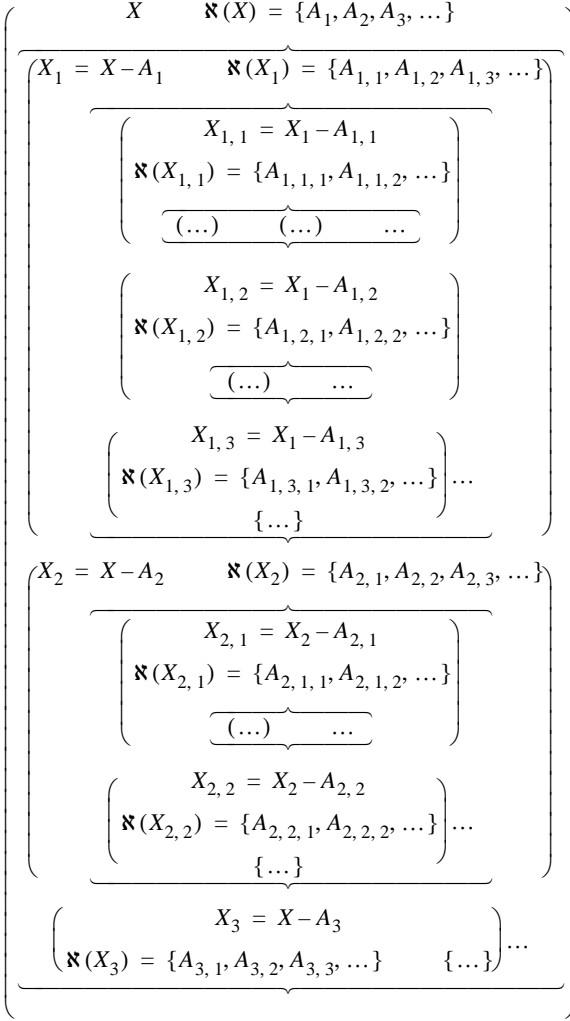 X ℵ(X) = {A₁, A₂, A₃, …}
X₁ = X – A₁ ℵ(X₁) = {A₁, ₁, A₁, ₂, A₁, ₃, …}
X₁, ₁ = X₁ – A₁, ₁
ℵ(X₁, ₁) = {A₁, ₁, ₁, A₁, ₁, ₂, …}
(…) (…) …
X₁, ₂ = X₁ – A₁, ₂
ℵ(X₁, ₂) = {A₁, ₂, ₁, A₁, ₂, ₂, …}
(…) …
X₁, ₃ = X₁ – A₁, ₃
ℵ(X₁, ₃) = {A₁, ₃, ₁, A₁, ₃, ₂, …} …
{…}
X₂ = X – A₂ ℵ(X₂) = {A₂, ₁, A₂, ₂, A₂, ₃, …}
X₂, ₁ = X₂ – A₂, ₁
ℵ(X₂, ₁) = {A₂, ₁, ₁, A₂, ₁, ₂, …}
(…) …
X₂, ₂ = X₂ – A₂, ₂
ℵ(X₂, ₂) = {A₂, ₂, ₁, A₂, ₂, ₂, …} …
{…}
X₃ = X – A₃
ℵ(X₃) = {A₃, ₁, A₃, ₂, A₃, ₃, …} {…} …